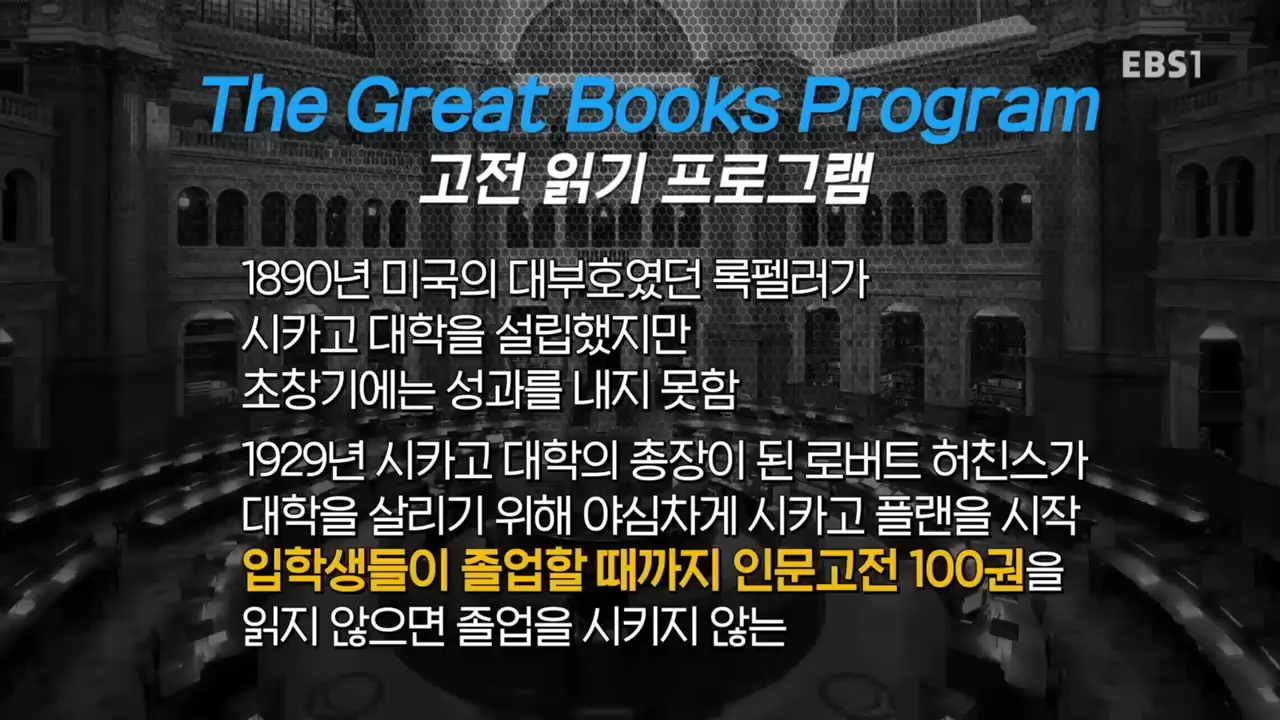 EBS1
The Great Books Program
고전 읽기 프로그램
1890년 미국의 대부호였던 록펠러가
시카고 대학을 설립했지만
초창기에는 성과를 내지 못함
1929년 시카고 대학의 총장이 된 로버트 허친스가
대학을 살리기 위해 야심차게 시카고 플랜을 시작
입학생들이 졸업할 때까지 인문고전 100권을
읽지 않으면 졸업을 시키지 않는